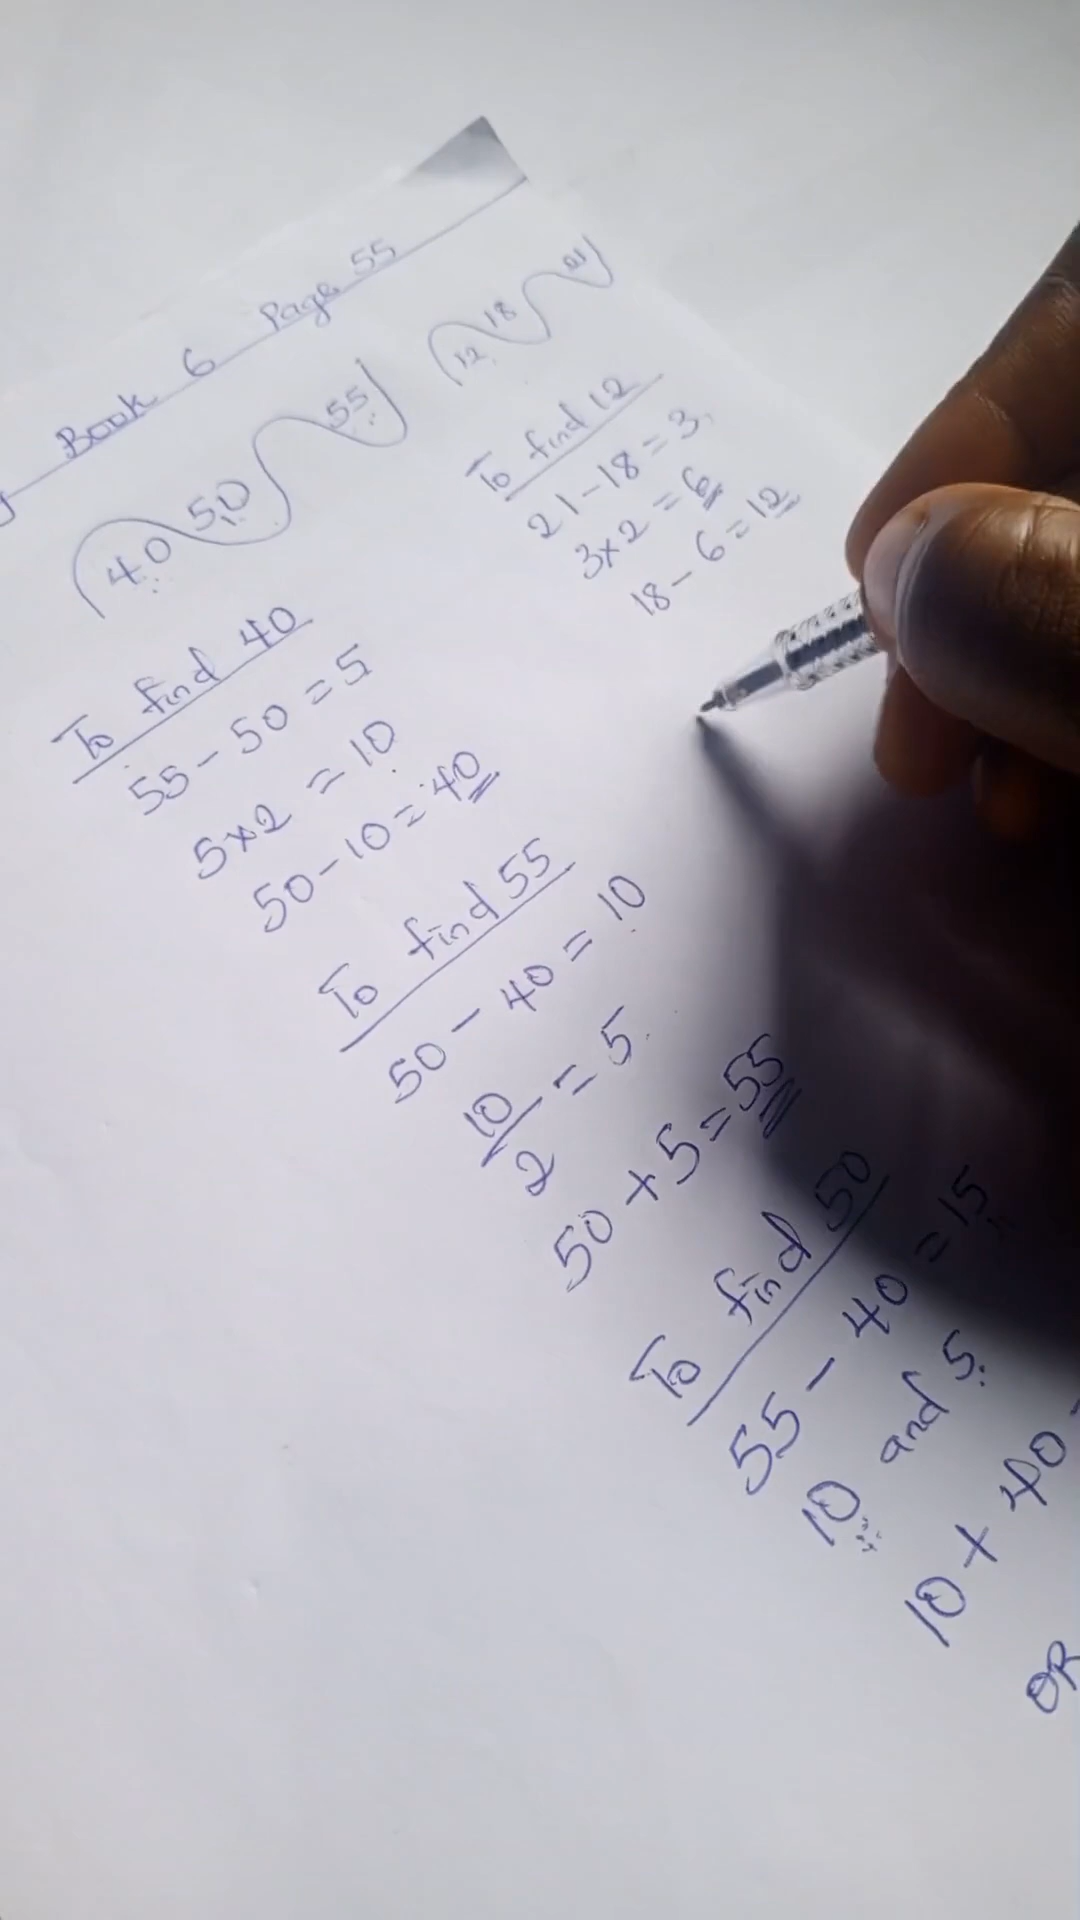 Book 6 Page 55
40 50 55
To find 40
55 - 50 = 5
5 × 2 = 10
50 - 10 = 40
To find 55
50 - 40 = 10
10/2 = 5
50 + 5 = 55
To find 50
55 - 40 = 15
10 and 5
10 + 40
OR
12 18 21
To find 12
21 - 18 = 3
3 × 2 = 6
18 - 6 = 12